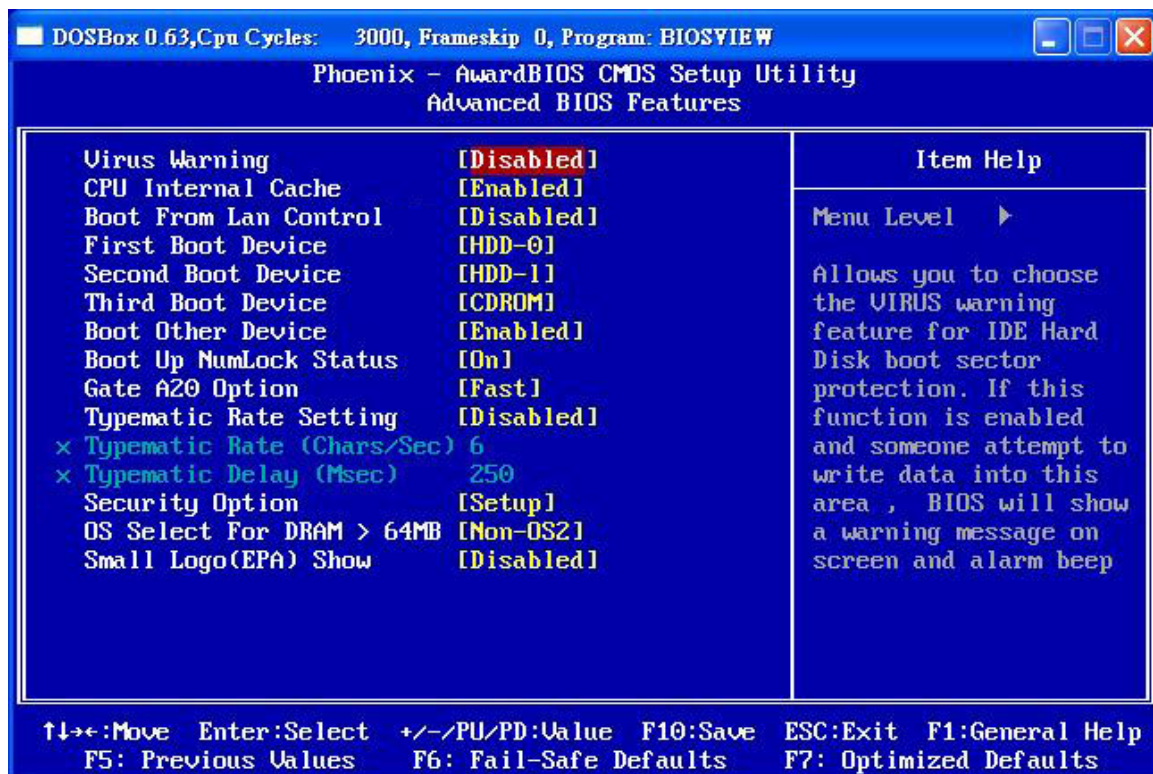 DOSBox 0.63,Cpu Cycles: 3000, Frameskip 0, Program: BIOSVIEW
Phoenix - AwardBIOS CMOS Setup Utility
Advanced BIOS Features
Virus Warning [Disabled]
CPU Internal Cache [Enabled]
Boot From Lan Control [Disabled]
First Boot Device [HDD-0]
Second Boot Device [HDD-1]
Third Boot Device [CDROM]
Boot Other Device [Enabled]
Boot Up NumLock Status [On]
Gate A20 Option [Fast]
Typematic Rate Setting [Disabled]
x Typematic Rate (Chars/Sec) 6
x Typematic Delay (Msec) 250
Security Option [Setup]
OS Select For DRAM > 64MB [Non-OS2]
Small Logo(EPA) Show [Disabled]
Item Help
Menu Level ▶
Allows you to choose
the VIRUS warning
feature for IDE Hard
Disk boot sector
protection. If this
function is enabled
and someone attempt to
write data into this
area , BIOS will show
a warning message on
screen and alarm beep
↑↓→←:Move Enter:Select +/-/PU/PD:Value F10:Save ESC:Exit F1:General Help
F5: Previous Values F6: Fail-Safe Defaults F7: Optimized Defaults